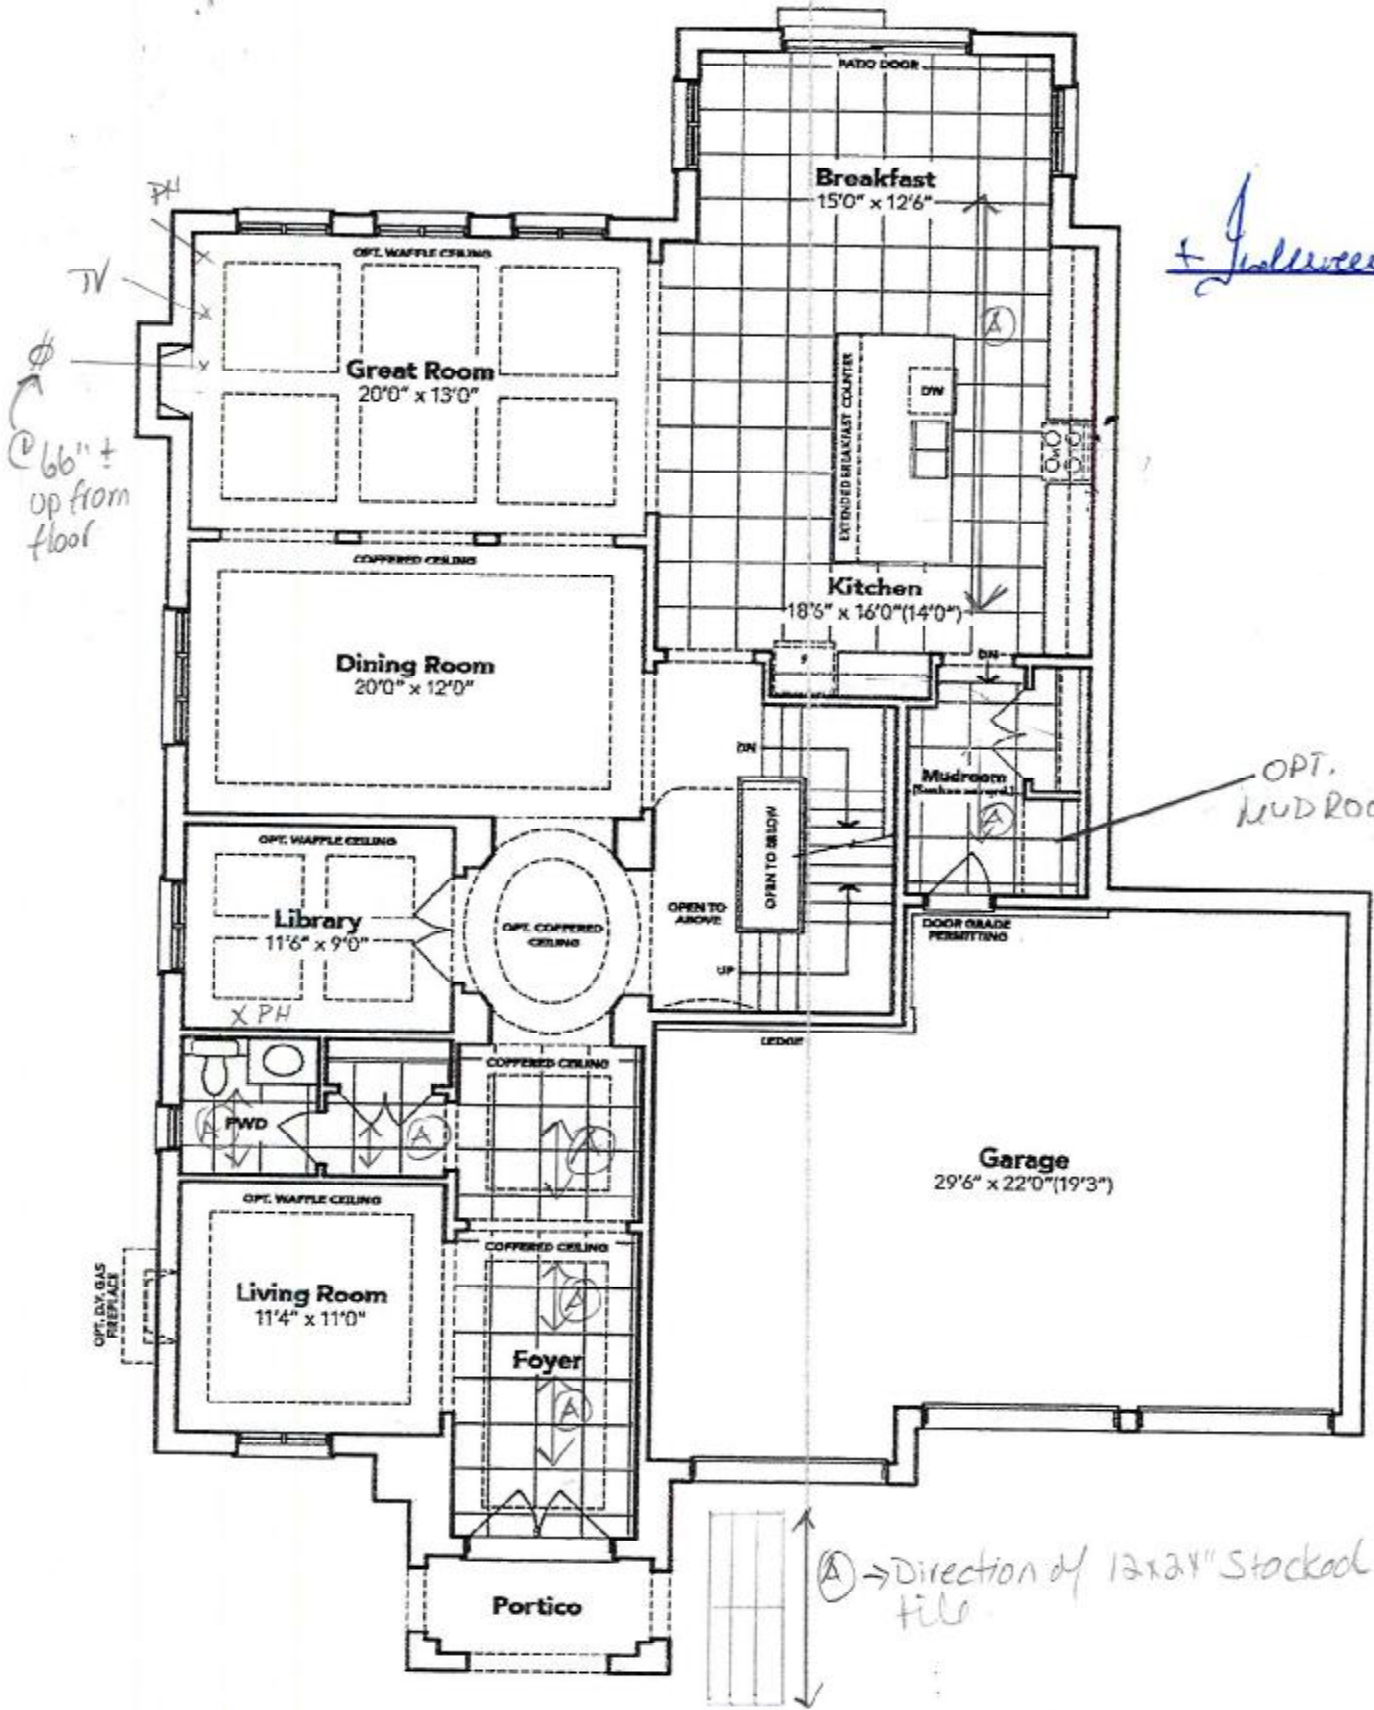 PATIO DOOR
Breakfast
15'0" x 12'6"
PH
OPT. WAFFLE CEILING
TV
A
Great Room
20'0" x 13'0"
EXTENDED BREAKFAST COUNTER
DW
@ 66" ±
up from
floor
COFFERED CEILING
Kitchen
18'6" x 16'0"(14'0")
Dining Room
20'0" x 12'0"
DN
DN
Mudroom
OPT.
MUDROO
A
OPEN TO BELOW
OPT. WAFFLE CEILING
Library
11'6" x 9'0"
OPT. COFFERED
CEILING
OPEN TO
ABOVE
DOOR GRADE
PERMITTING
UP
X PH
LEDGE
COFFERED CEILING
A
PWD
A
A
Garage
29'6" x 22'0"(19'3")
OPT. WAFFLE CEILING
COFFERED CEILING
OPT. D.V. GAS
FIREPLACE
Living Room
11'4" x 11'0"
A
Foyer
A
Portico
A → Direction of 12x24" Stacked
tile